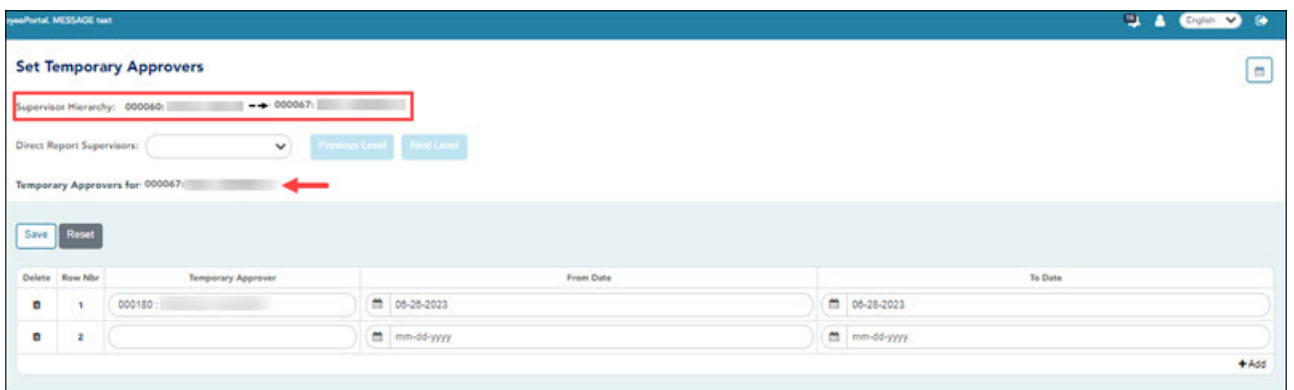 yeePortal. MESSAGE text
English
Set Temporary Approvers
Supervisor Hierarchy: 000060: 000067:
Direct Report Supervisors: Previous Level Next Level
Temporary Approvers for 000067:
Save Reset
Delete Row Nbr Temporary Approver From Date To Date
1 000180 : 06-26-2023 06-28-2023
2 mm-dd-yyyy mm-dd-yyyy
+Add